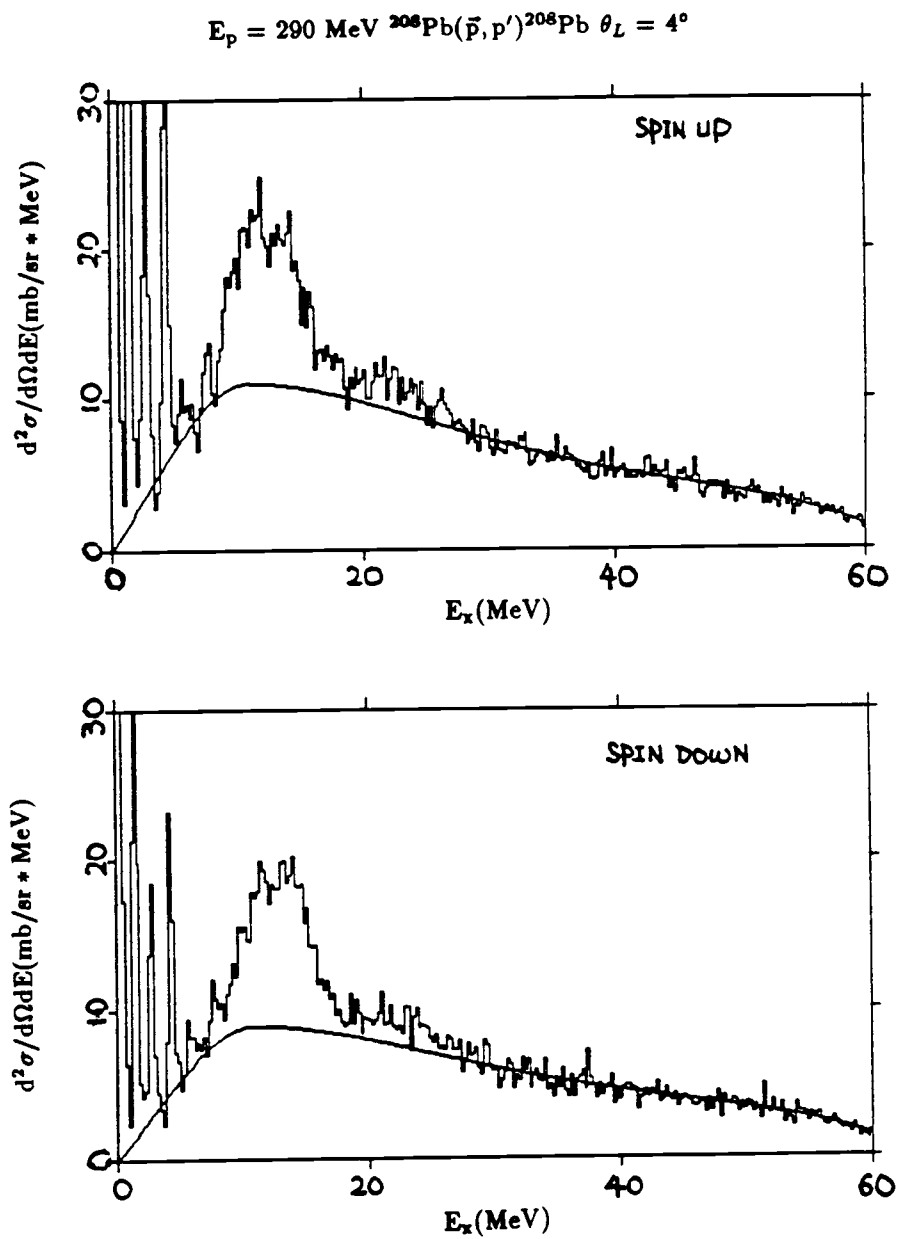 E_p = 290 MeV ²⁰⁸Pb(p⃗, p′)²⁰⁸Pb θ_L = 4°
SPIN UP
30
20
10
0
d²σ/dΩdE(mb/sr * MeV)
0 20 40 60
E_x(MeV)
SPIN DOWN
30
20
10
0
d²σ/dΩdE(mb/sr * MeV)
0 20 40 60
E_x(MeV)